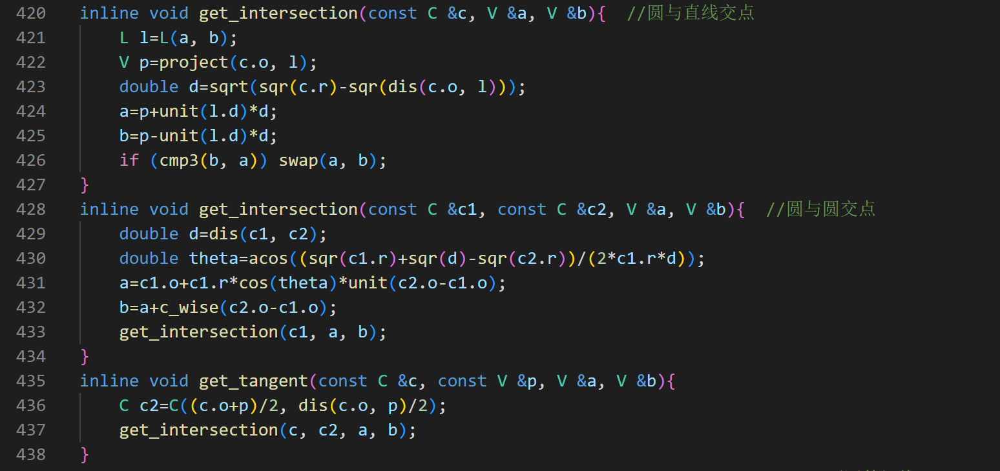 420 inline void get_intersection(const C &c, V &a, V &b){ //圆与直线交点
421 L l=L(a, b);
422 V p=project(c.o, l);
423 double d=sqrt(sqr(c.r)-sqr(dis(c.o, l)));
424 a=p+unit(l.d)*d;
425 b=p-unit(l.d)*d;
426 if (cmp3(b, a)) swap(a, b);
427 }
428 inline void get_intersection(const C &c1, const C &c2, V &a, V &b){ //圆与圆交点
429 double d=dis(c1, c2);
430 double theta=acos((sqr(c1.r)+sqr(d)-sqr(c2.r))/(2*c1.r*d));
431 a=c1.o+c1.r*cos(theta)*unit(c2.o-c1.o);
432 b=a+c_wise(c2.o-c1.o);
433 get_intersection(c1, a, b);
434 }
435 inline void get_tangent(const C &c, const V &p, V &a, V &b){
436 C c2=C((c.o+p)/2, dis(c.o, p)/2);
437 get_intersection(c, c2, a, b);
438 }